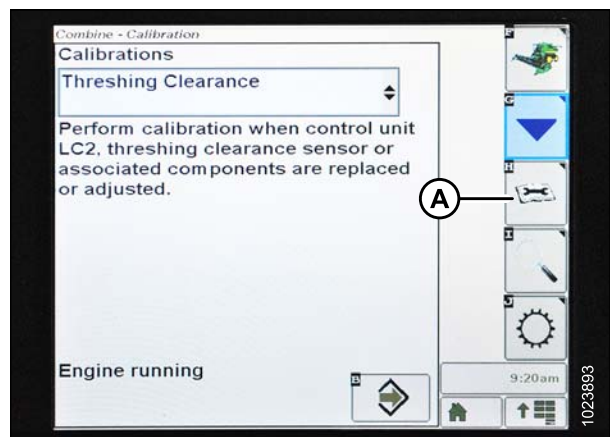 Combine - Calibration
Calibrations
Threshing Clearance
Perform calibration when control unit
LC2, threshing clearance sensor or
associated components are replaced
or adjusted.
Engine running
B
F
G
H
I
J
A
9:20am
1023893